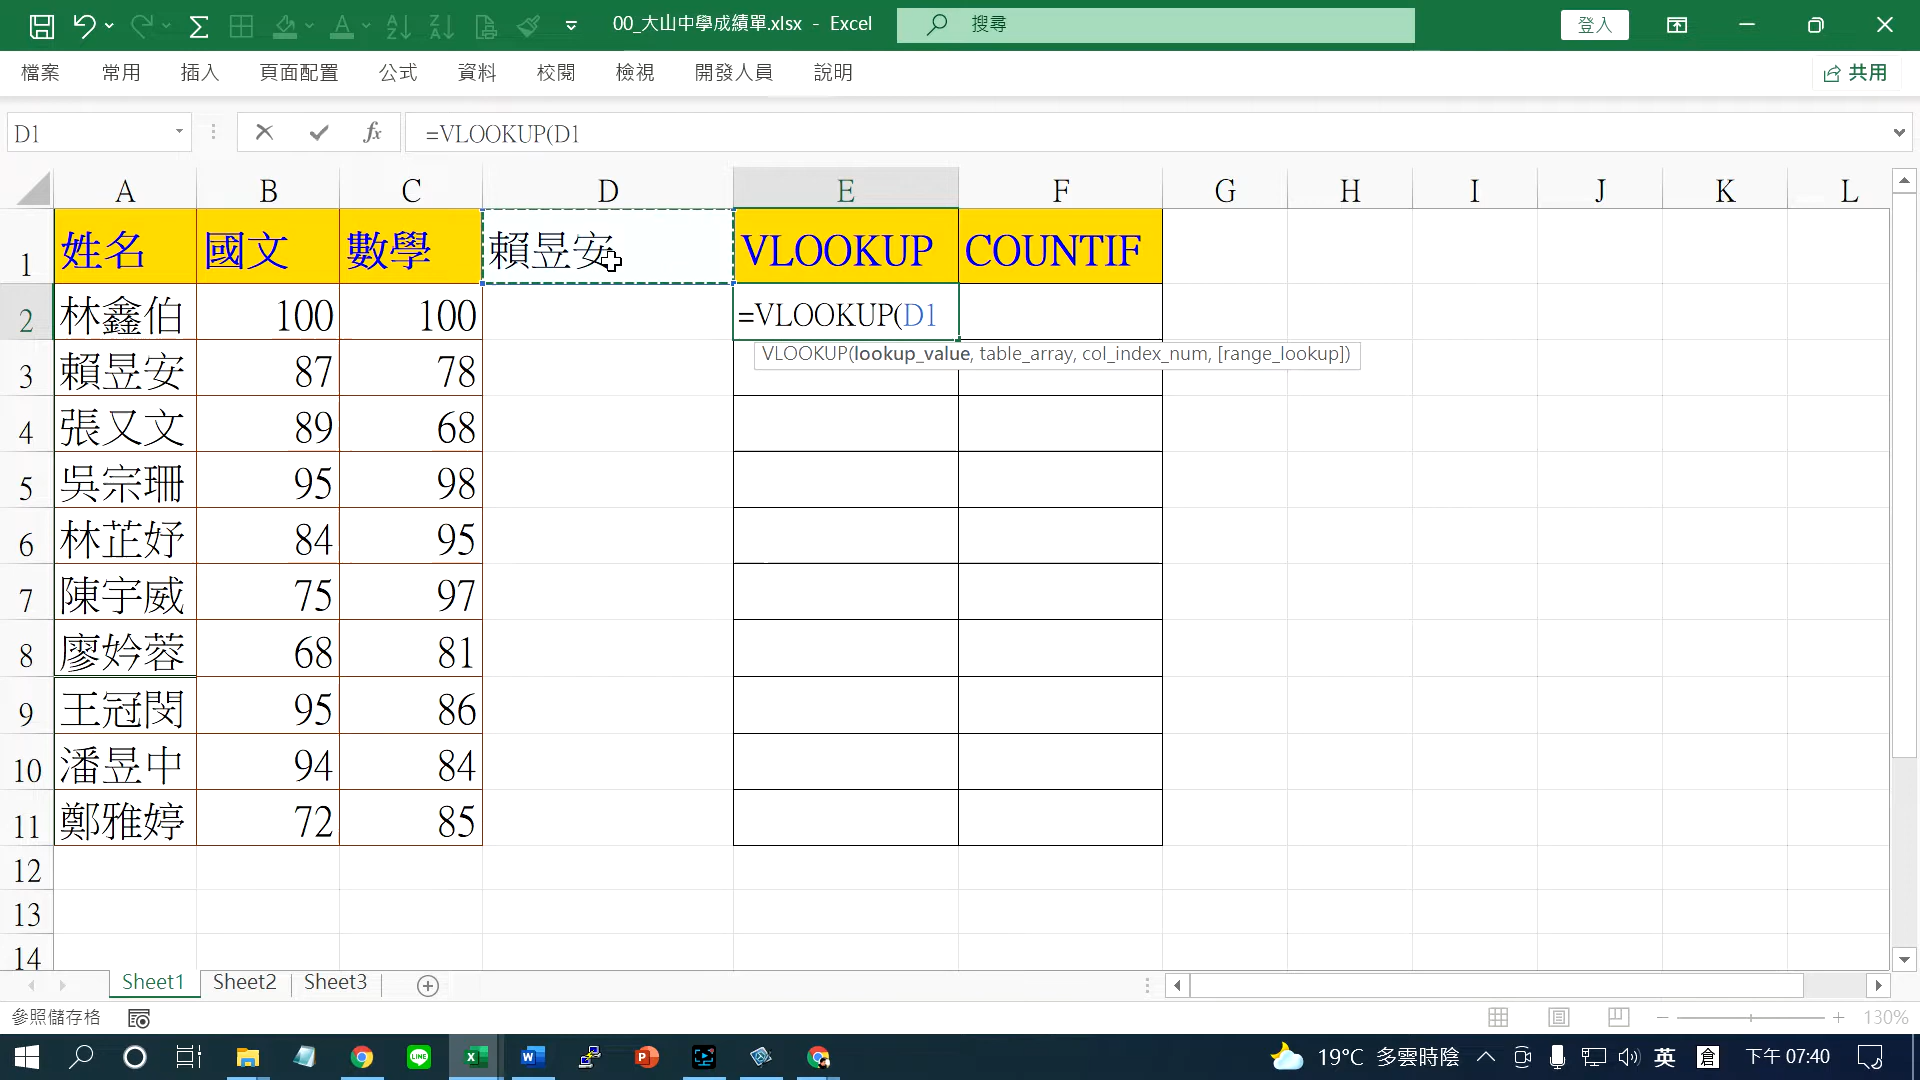 00_大山中學成績單.xlsx - Excel
搜尋
登入
檔案 常用 插入 頁面配置 公式 資料 校閱 檢視 開發人員 說明
共用
D1
fx
=VLOOKUP(D1
A B C D E F G H I J K L
1 姓名 國文 數學 賴昱安 VLOOKUP COUNTIF
2 林鑫伯 100 100 =VLOOKUP(D1
VLOOKUP(lookup_value, table_array, col_index_num, [range_lookup])
3 賴昱安 87 78
4 張又文 89 68
5 吳宗珊 95 98
6 林芷妤 84 95
7 陳宇威 75 97
8 廖妗蓉 68 81
9 王冠閔 95 86
10 潘昱中 94 84
11 鄭雅婷 72 85
12
13
14
Sheet1 Sheet2 Sheet3
參照儲存格
130%
19°C 多雲時陰
英
倉
下午 07:40